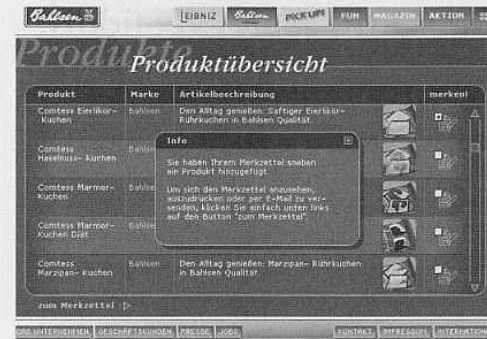 Bahlsen
LEIBNIZ
Bahlsen
PICK UP!
FUN
MAGAZIN
AKTION
Produkte
Produktübersicht
Produkt Marke Artikelbeschreibung merken!
Comtess Eierlikör-
Kuchen
Bahlsen
Den Alltag genießen: Saftiger Eierlikör-
Rührkuchen in Bahlsen Qualität
Comtess
Haselnuss- Kuchen
Comtess Marmor-
Kuchen
Comtess Marmor-
Kuchen Diät
Comtess
Marzipan- Kuchen
Bahlsen
Den Alltag genießen: Marzipan- Rührkuchen
in Bahlsen Qualität
Info
Sie haben Ihrem Merkzettel soeben
ein Produkt hinzugefügt.
Um sich den Merkzettel anzusehen,
auszudrucken oder per E-Mail zu ver-
senden, klicken Sie einfach unten links
auf den Button "zum Merkzettel".
zum Merkzettel
DAS UNTERNEHMEN
GESCHÄFTSKUNDEN
PRESSE
JOBS
KONTAKT
IMPRESSUM
INTERNATION